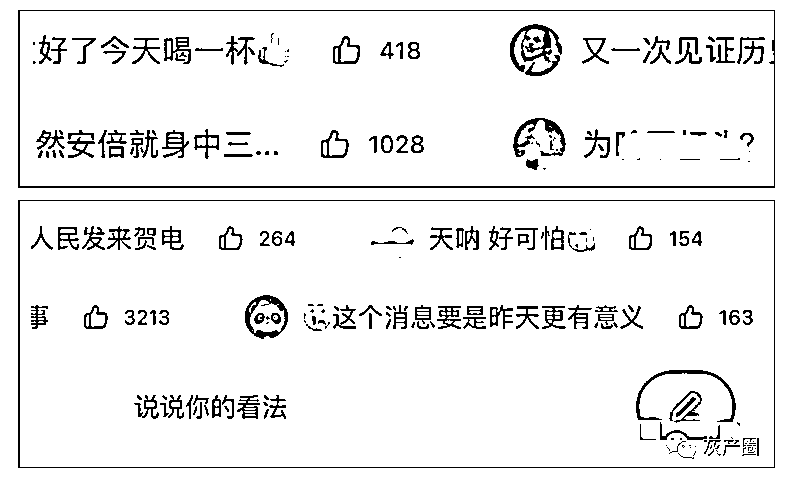 好了今天喝一杯 418 又一次见证历史
然安倍就身中三... 1028 为
人民发来贺电 264 天呐 好可怕 154
事 3213 这个消息要是昨天更有意义 163
说说你的看法
灰产圈